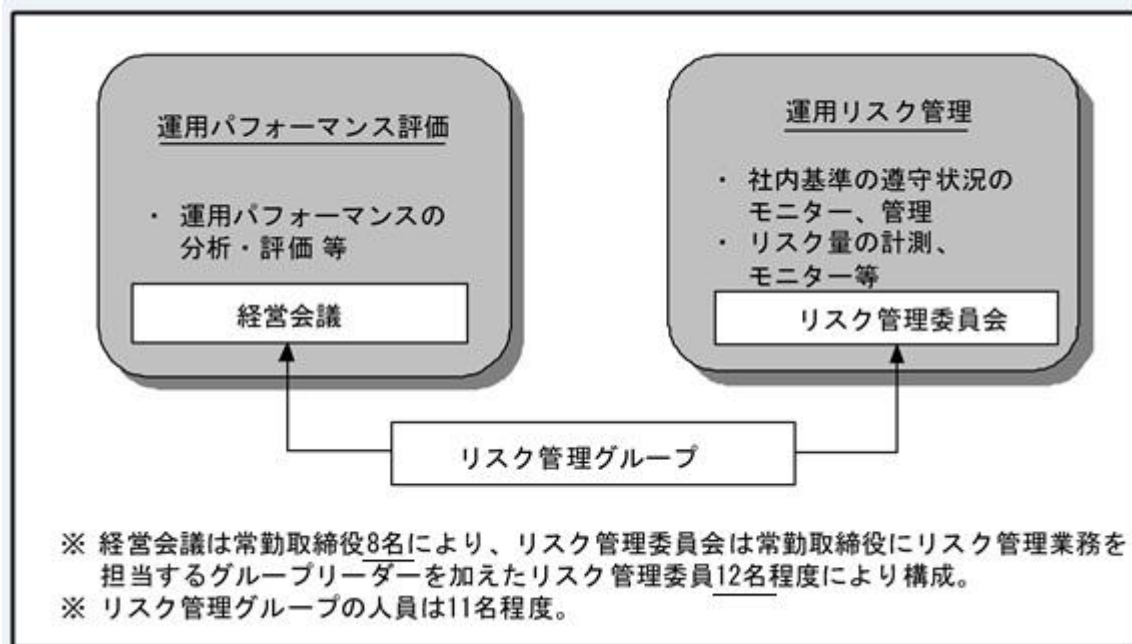 運用パフォーマンス評価
・ 運用パフォーマンスの
分析・評価 等
経営会議
運用リスク管理
・ 社内基準の遵守状況の
モニター、管理
・ リスク量の計測、
モニター等
リスク管理委員会
リスク管理グループ
※ 経営会議は常勤取締役8名により、リスク管理委員会は常勤取締役にリスク管理業務を
担当するグループリーダーを加えたリスク管理委員12名程度により構成。
※ リスク管理グループの人員は11名程度。